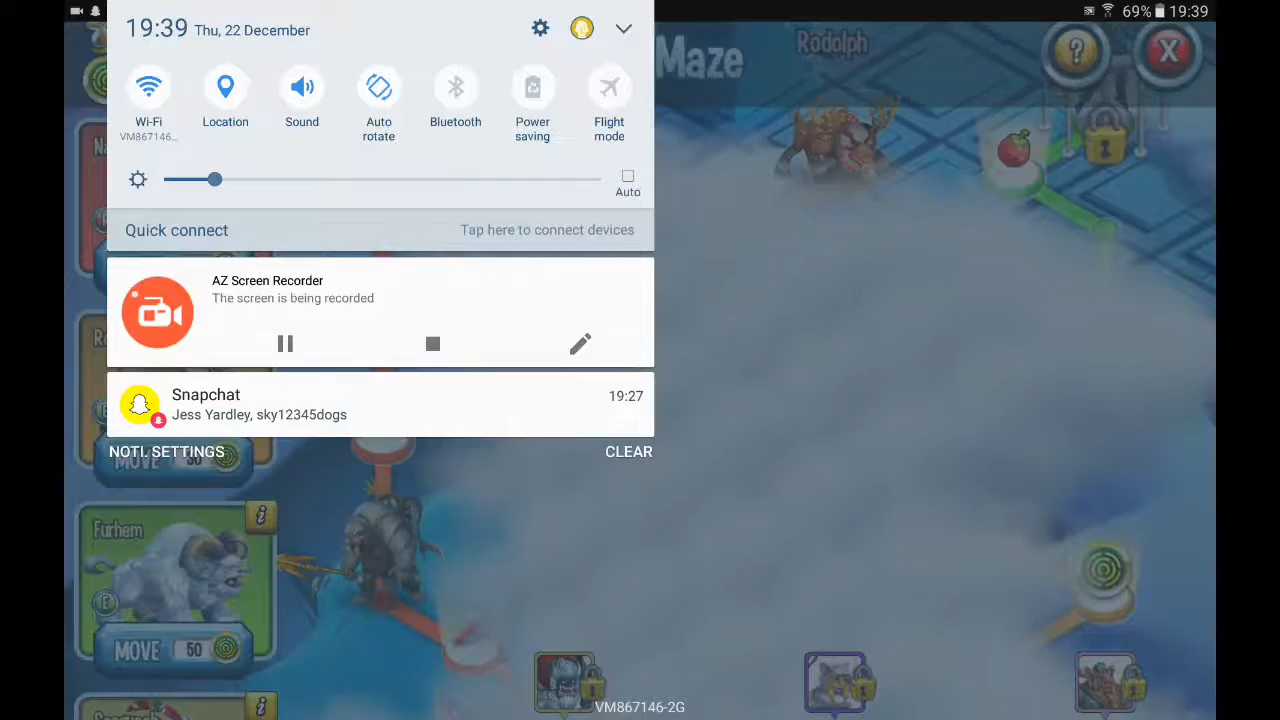 69% 19:39
19:39 Thu, 22 December
Maze
Rodolph
?
X
Wi-Fi
VM867146...
Location
Sound
Auto rotate
Bluetooth
Power saving
Flight mode
Auto
Quick connect
Tap here to connect devices
AZ Screen Recorder
The screen is being recorded
Snapchat
19:27
Jess Yardley, sky12345dogs
NOTI. SETTINGS
CLEAR
MOVE 50
Furhem
i
E
MOVE 50
i
VM867146-2G